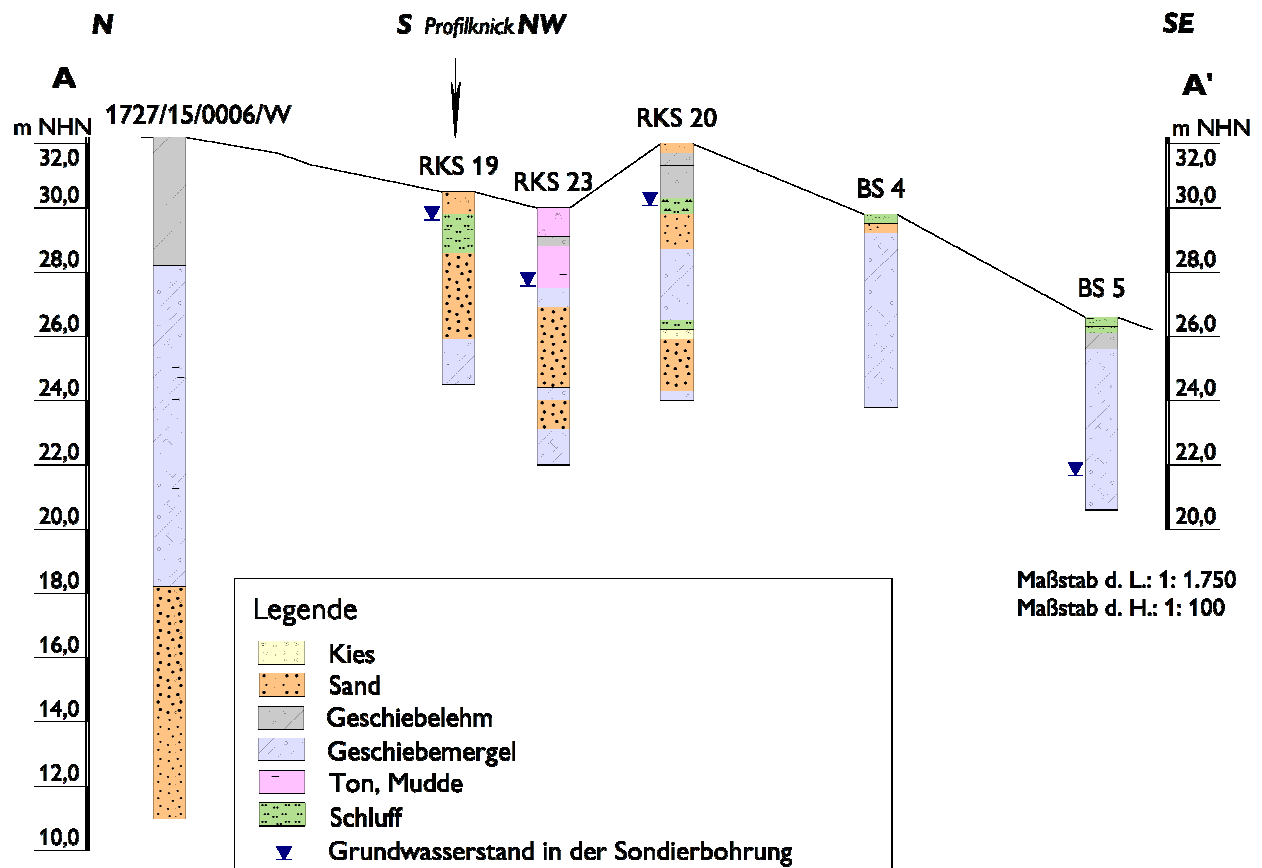 N
S Profilknick NW
SE
A
A'
1727/15/0006/W
m NHN
m NHN
RKS 19
RKS 23
RKS 20
BS 4
BS 5
32,0
30,0
28,0
26,0
24,0
22,0
20,0
18,0
16,0
14,0
12,0
10,0
32,0
30,0
28,0
26,0
24,0
22,0
20,0
Maßstab d. L.: 1: 1.750
Maßstab d. H.: 1: 100
Legende
Kies
Sand
Geschiebelehm
Geschiebemergel
Ton, Mudde
Schluff
Grundwasserstand in der Sondierbohrung